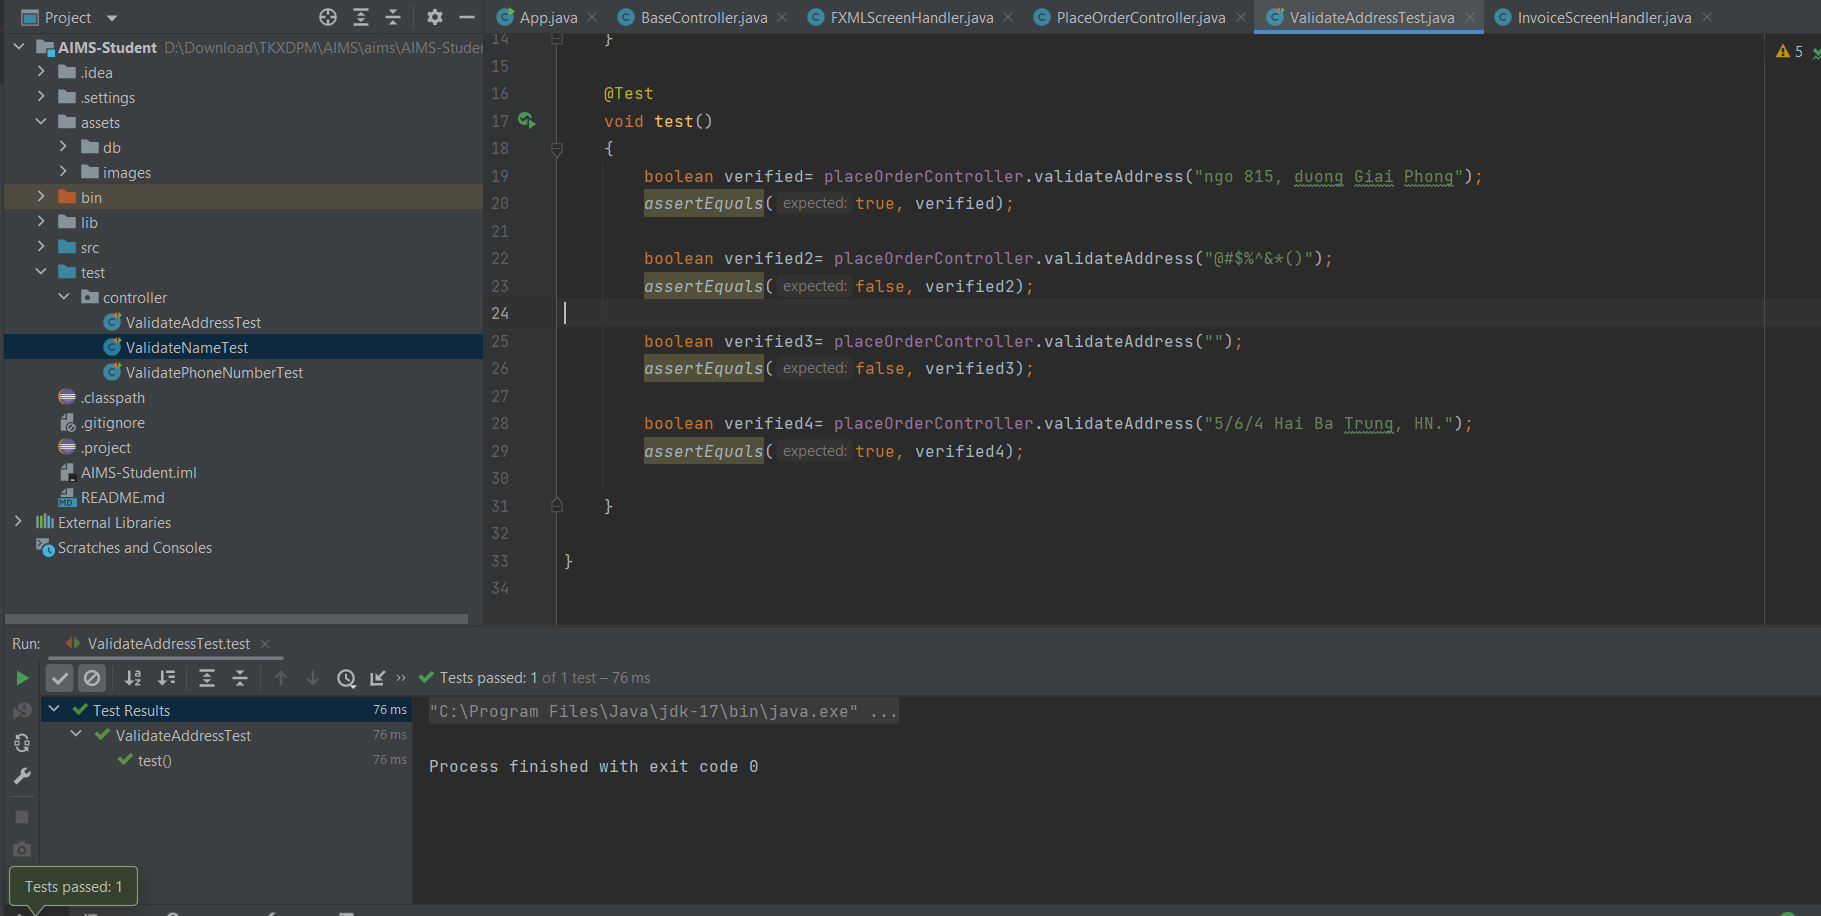 Project
App.java
BaseController.java
FXMLScreenHandler.java
PlaceOrderController.java
ValidateAddressTest.java
InvoiceScreenHandler.java
AIMS-Student D:\Download\TKXDPM\AIMS\aims\AIMS-Studer
.idea
.settings
assets
db
images
bin
lib
src
test
controller
ValidateAddressTest
ValidateNameTest
ValidatePhoneNumberTest
.classpath
.gitignore
.project
AIMS-Student.iml
README.md
External Libraries
Scratches and Consoles
5
14 }
15
16 @Test
17 void test()
18 {
19 boolean verified= placeOrderController.validateAddress("ngo 815, duong Giai Phong");
20 assertEquals( expected: true, verified);
21
22 boolean verified2= placeOrderController.validateAddress("@#$%^&*()");
23 assertEquals( expected: false, verified2);
24
25 boolean verified3= placeOrderController.validateAddress("");
26 assertEquals( expected: false, verified3);
27
28 boolean verified4= placeOrderController.validateAddress("5/6/4 Hai Ba Trung, HN.");
29 assertEquals( expected: true, verified4);
30
31 }
32
33 }
34
Run: ValidateAddressTest.test
Tests passed: 1 of 1 test – 76 ms
Test Results 76 ms
ValidateAddressTest 76 ms
test() 76 ms
"C:\Program Files\Java\jdk-17\bin\java.exe" ...
Process finished with exit code 0
Tests passed: 1